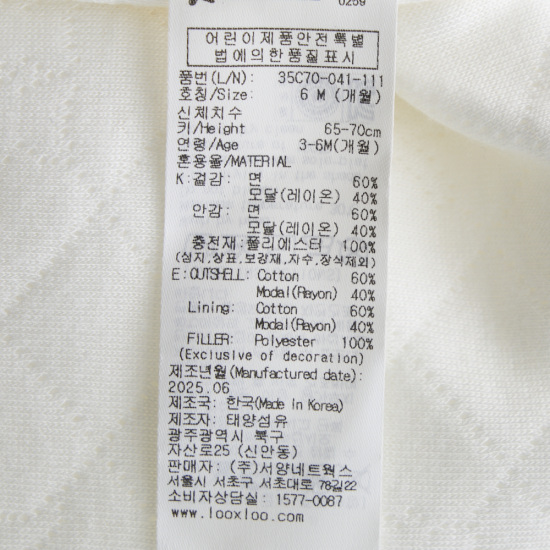 0259
어린이제품안전특별
법에의한품질표시
품번(L/N): 35C70-041-111
호칭/Size: 6 M (개월)
신체치수
키/Height 65-70cm
연령/Age 3-6M(개월)
혼용율/MATERIAL
K:겉감: 면 60%
모달(레이온) 40%
안감: 면 60%
모달(레이온) 40%
충전재:폴리에스터 100%
(심지,상표,보강재,자수,장식제외)
E:OUTSHELL: Cotton 60%
Modal(Rayon) 40%
Lining: Cotton 60%
Modal(Rayon) 40%
FILLER: Polyester 100%
(Exclusive of decoration)
제조년월(Manufactured date):
2025.06
제조국: 한국(Made In Korea)
제조자: 태양섬유
광주광역시 북구
자산로25 (신안동)
판매자: (주)서양네트웍스
서울시 서초구 서초대로 78길22
소비자상담실: 1577-0087
www.looxloo.com